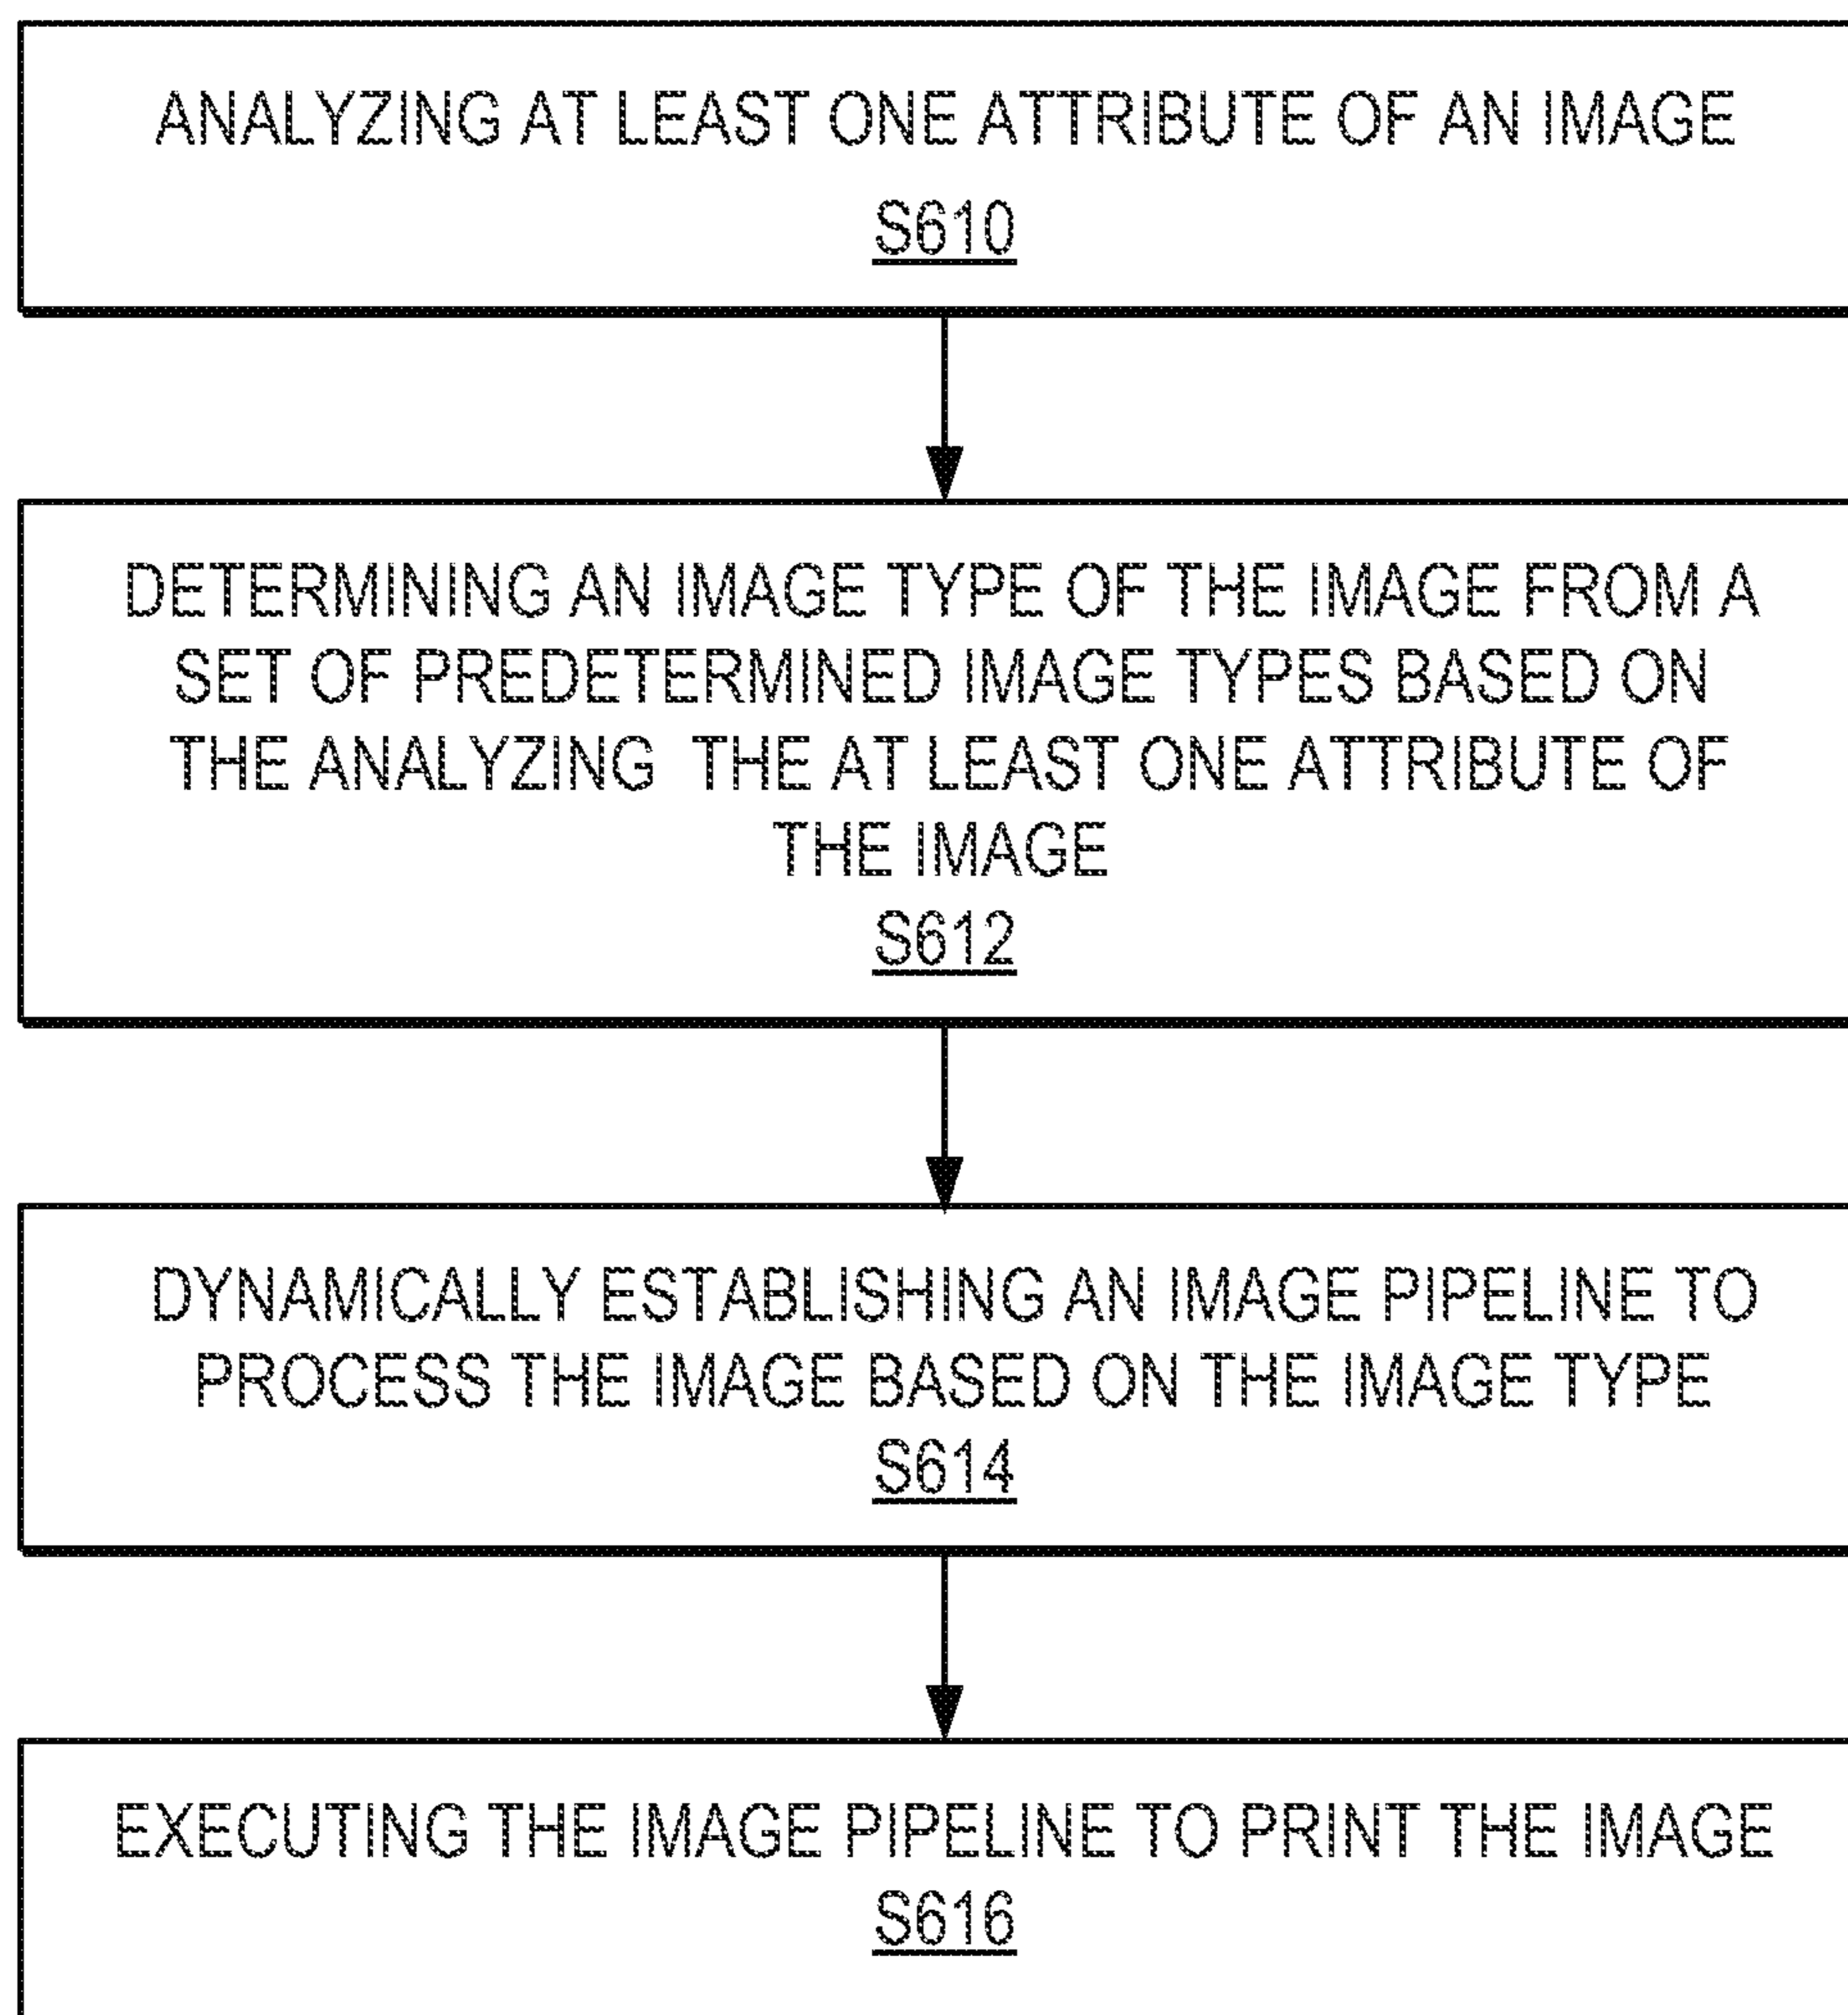 ANALYZING AT LEAST ONE ATTRIBUTE OF AN IMAGE
S610
DETERMINING AN IMAGE TYPE OF THE IMAGE FROM A
SET OF PREDETERMINED IMAGE TYPES BASED ON
THE ANALYZING THE AT LEAST ONE ATTRIBUTE OF
THE IMAGE
S612
DYNAMICALLY ESTABLISHING AN IMAGE PIPELINE TO
PROCESS THE IMAGE BASED ON THE IMAGE TYPE
S614
EXECUTING THE IMAGE PIPELINE TO PRINT THE IMAGE
S616